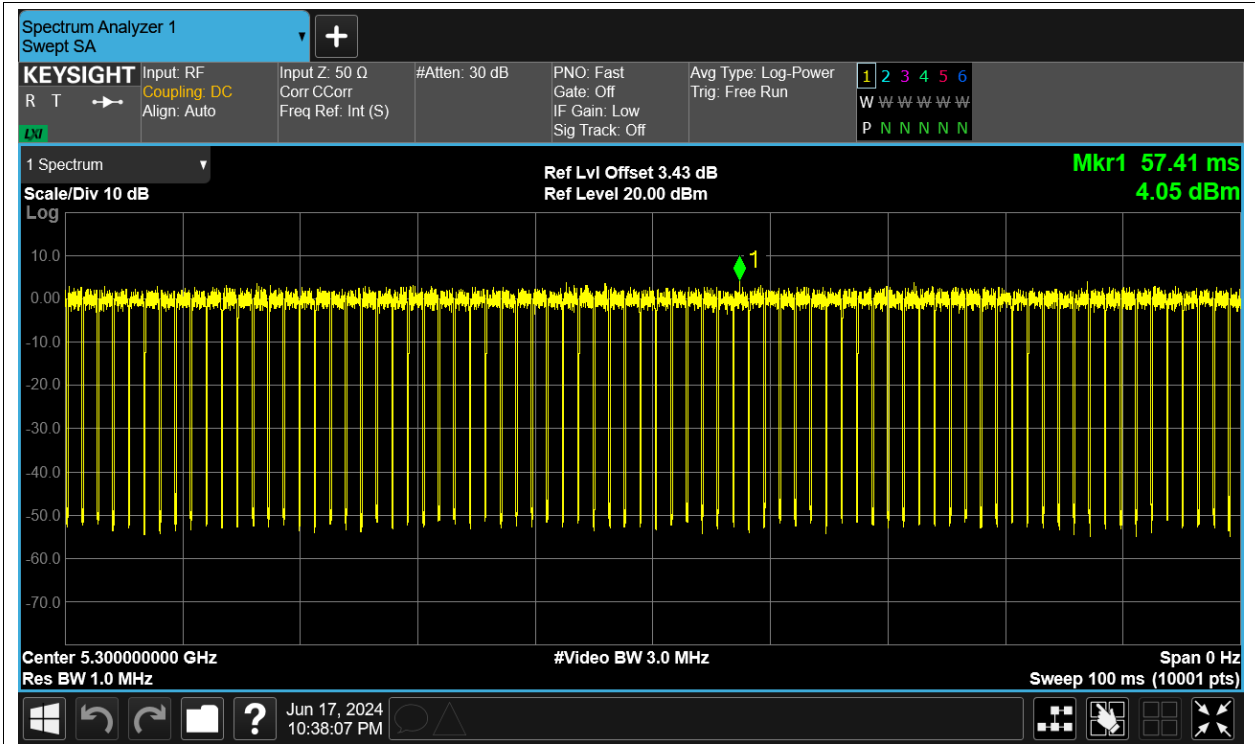 Spectrum Analyzer 1
Swept SA
KEYSIGHT
R T
LXI
Input: RF
Coupling: DC
Align: Auto
Input Z: 50 Ω
Corr CCorr
Freq Ref: Int (S)
#Atten: 30 dB
PNO: Fast
Gate: Off
IF Gain: Low
Sig Track: Off
Avg Type: Log-Power
Trig: Free Run
1 2 3 4 5 6
W W W W W W
P N N N N N
1 Spectrum
Scale/Div 10 dB
Ref Lvl Offset 3.43 dB
Ref Level 20.00 dBm
Mkr1 57.41 ms
4.05 dBm
Log
1
10.0
0.00
-10.0
-20.0
-30.0
-40.0
-50.0
-60.0
-70.0
Center 5.300000000 GHz
#Video BW 3.0 MHz
Span 0 Hz
Res BW 1.0 MHz
Sweep 100 ms (10001 pts)
?
Jun 17, 2024
10:38:07 PM